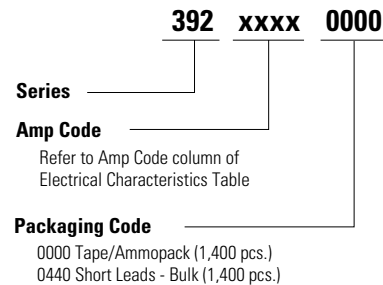 392 xxxx 0000
Series
Amp Code
Refer to Amp Code column of
Electrical Characteristics Table
Packaging Code
0000 Tape/Ammopack (1,400 pcs.)
0440 Short Leads - Bulk (1,400 pcs.)